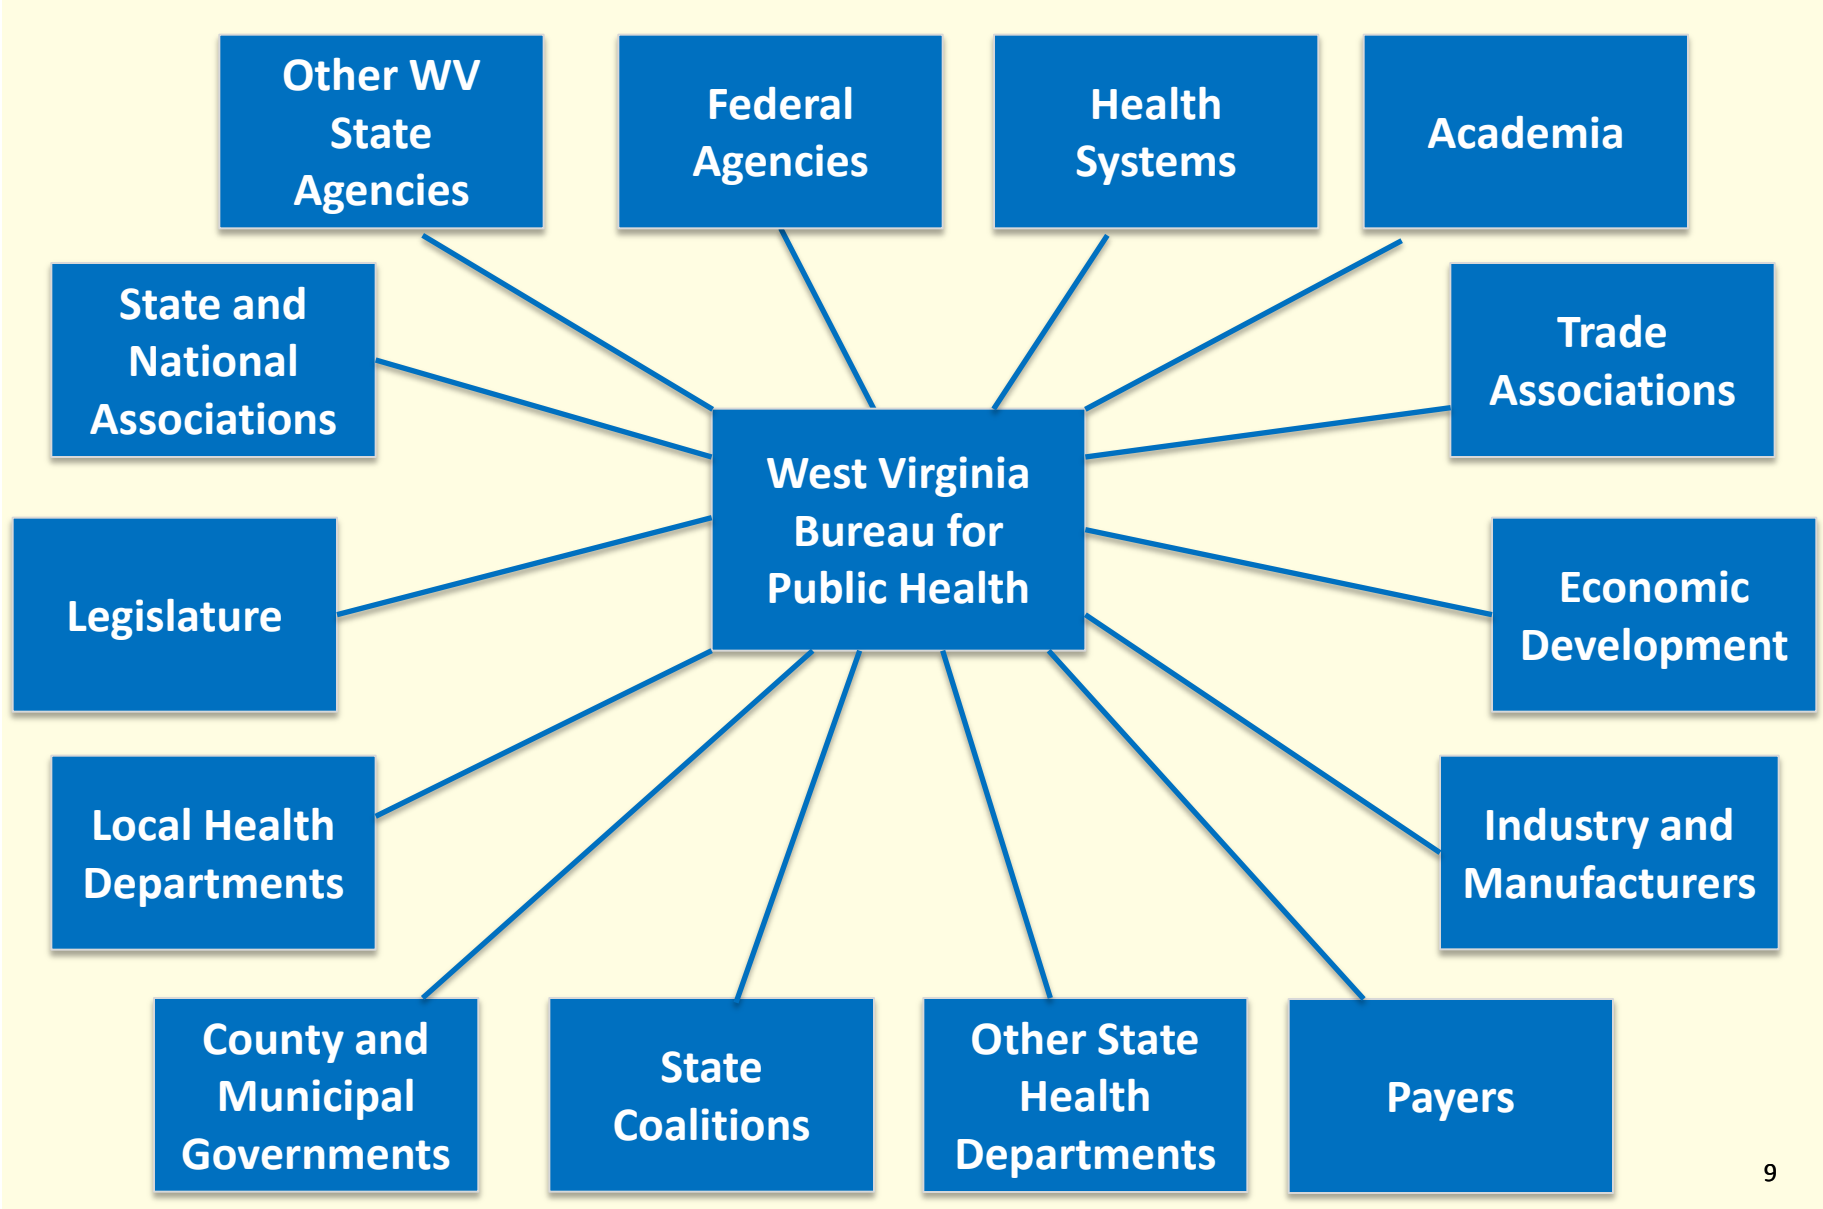 Other WV
State
Agencies
Federal
Agencies
Health
Systems
Academia
State and
National
Associations
Trade
Associations
West Virginia
Bureau for
Public Health
Legislature
Economic
Development
Local Health
Departments
Industry and
Manufacturers
County and
Municipal
Governments
State
Coalitions
Other State
Health
Departments
Payers
9